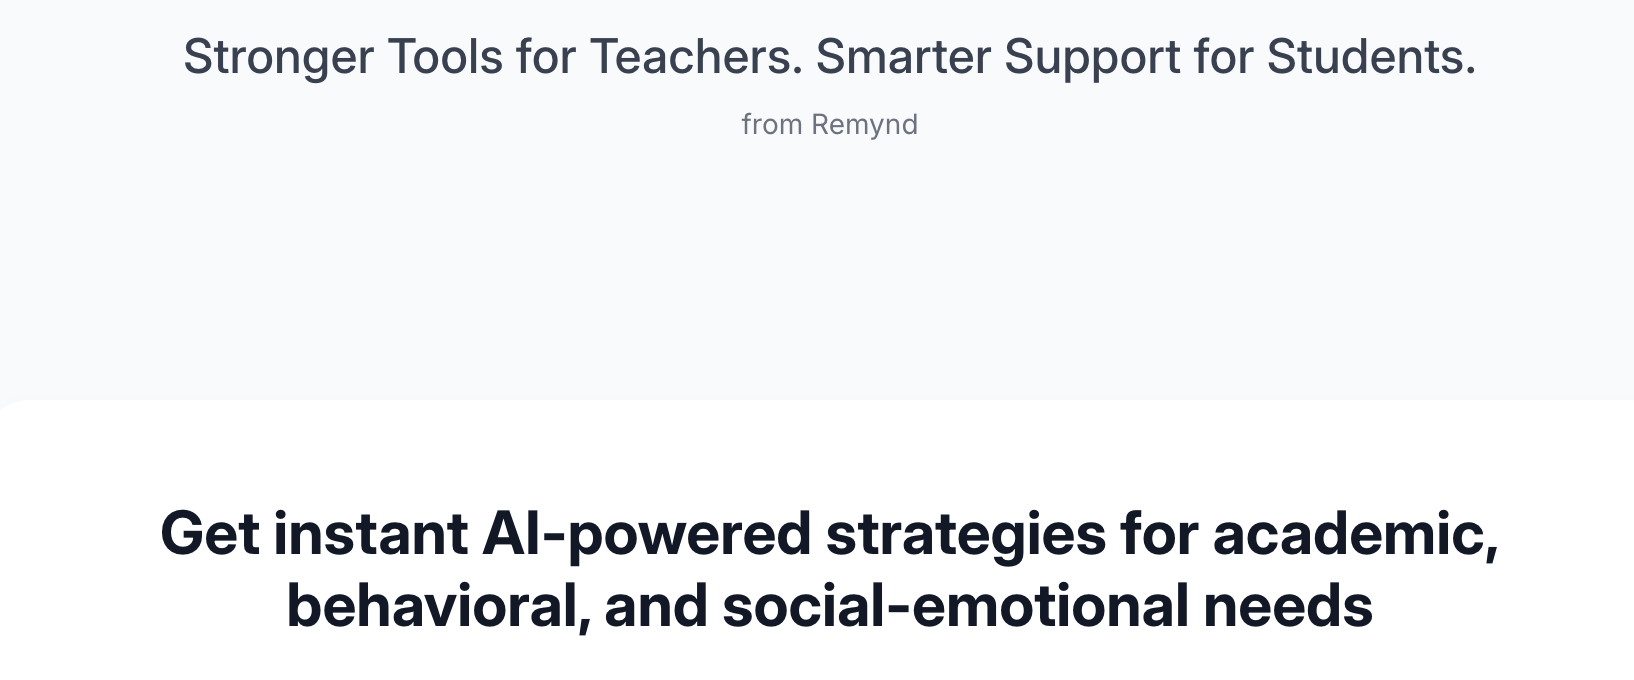 Stronger Tools for Teachers. Smarter Support for Students.
from Remynd
Get instant AI-powered strategies for academic,
behavioral, and social-emotional needs